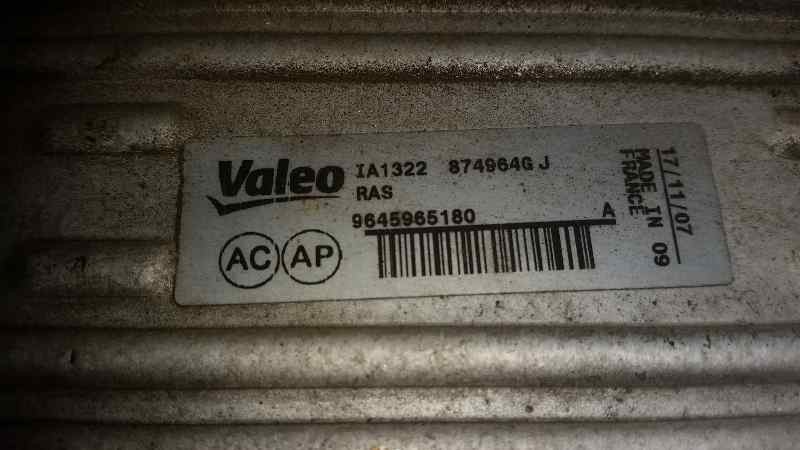 Valeo
IA1322 874964G J
RAS
9645965180
A
AC AP
17/11/07
MADE IN 09
FRANCE